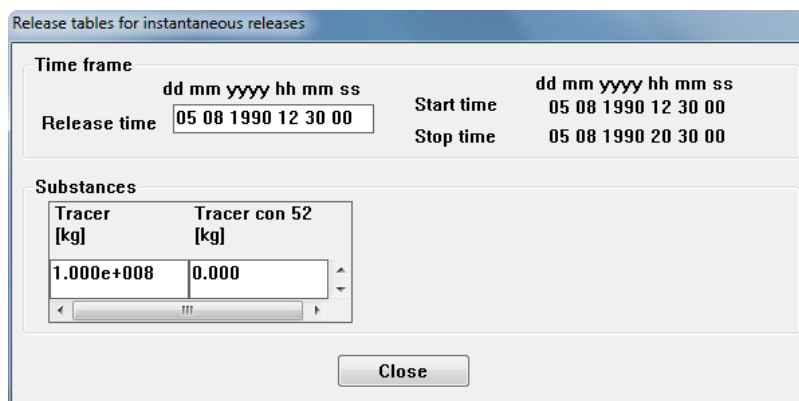 Release tables for instantaneous releases
Time frame
dd mm yyyy hh mm ss
Release time 05 08 1990 12 30 00
dd mm yyyy hh mm ss
Start time 05 08 1990 12 30 00
Stop time 05 08 1990 20 30 00
Substances
Tracer Tracer con 52
[kg] [kg]
1.000e+008 0.000
Close